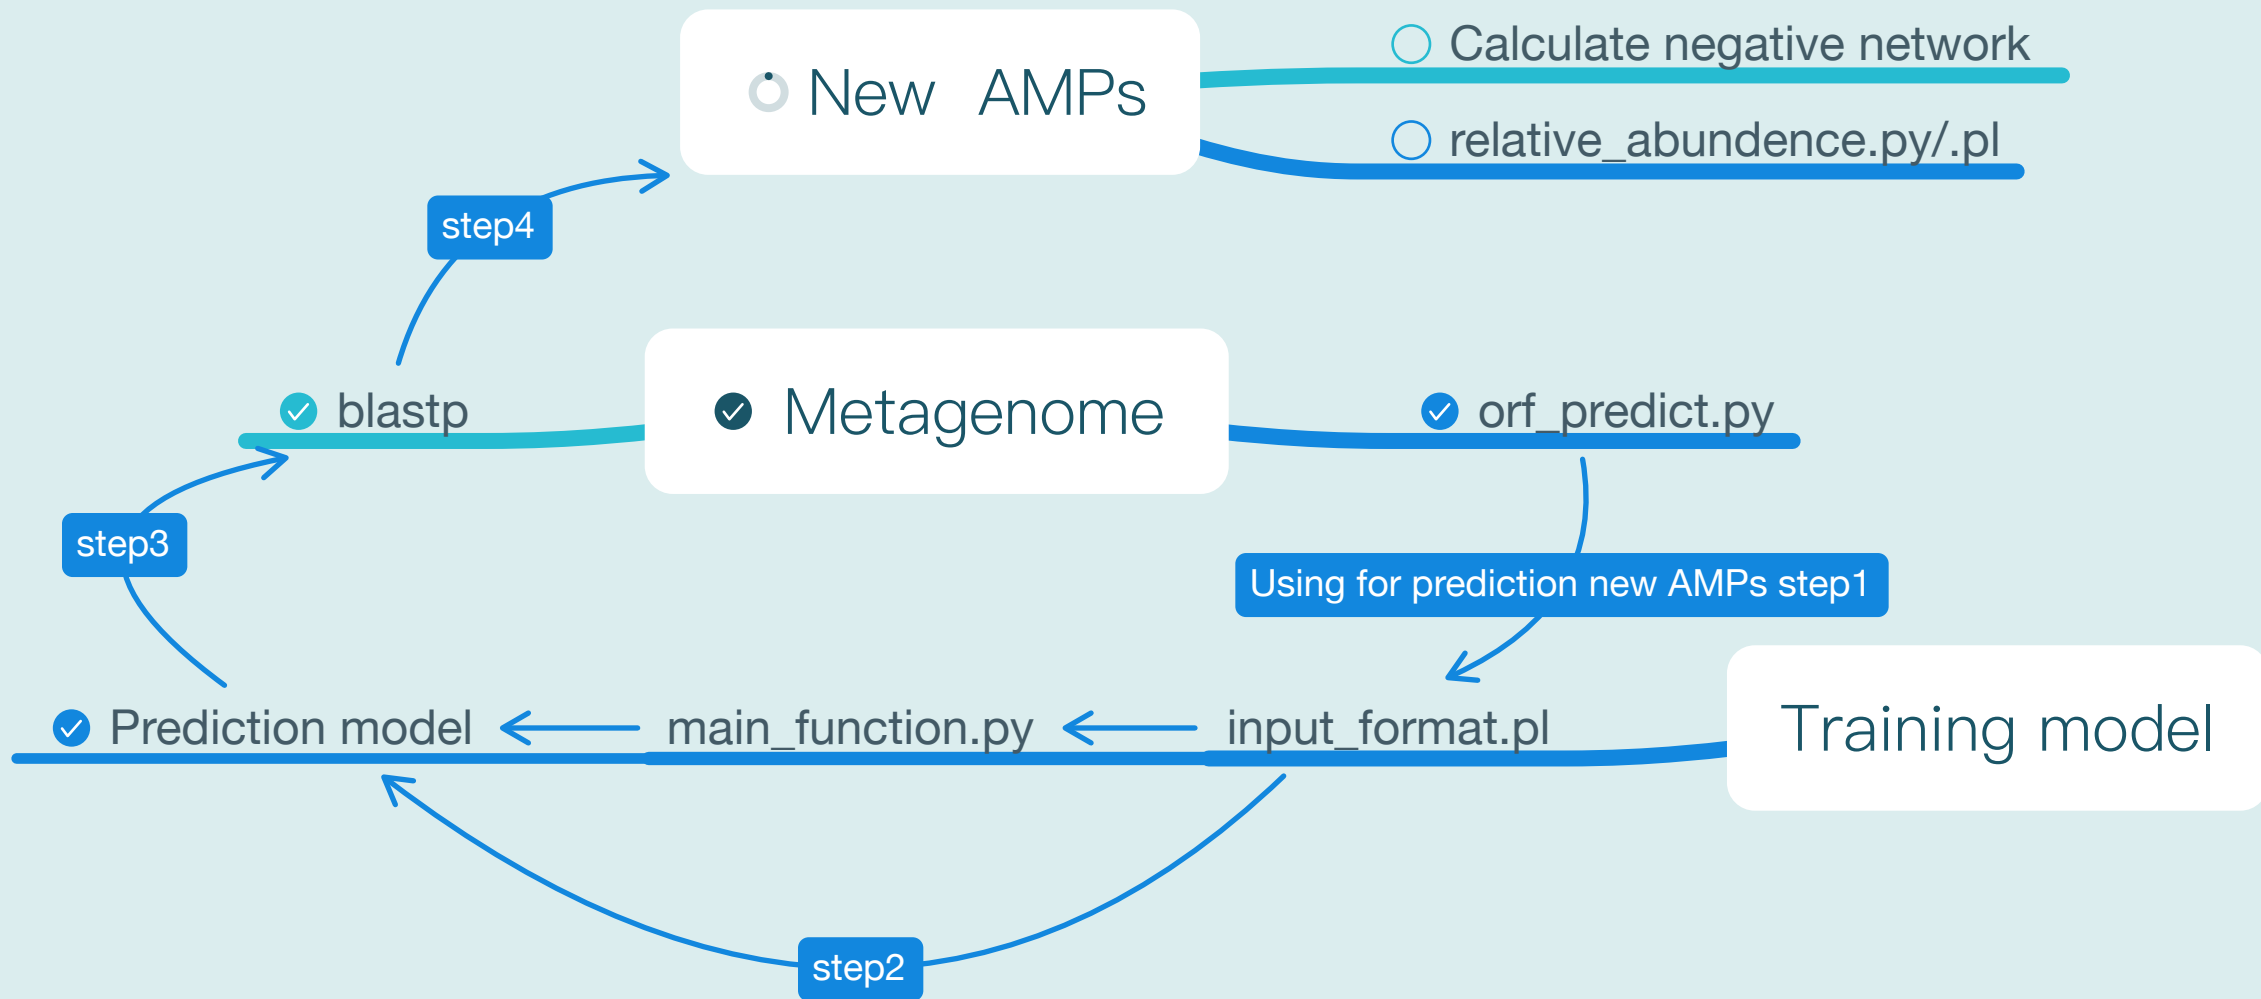 New AMPs
Calculate negative network
relative_abundence.py/.pl
step4
blastp
Metagenome
orf_predict.py
step3
Using for prediction new AMPs step1
Prediction model
main_function.py
input_format.pl
Training model
step2